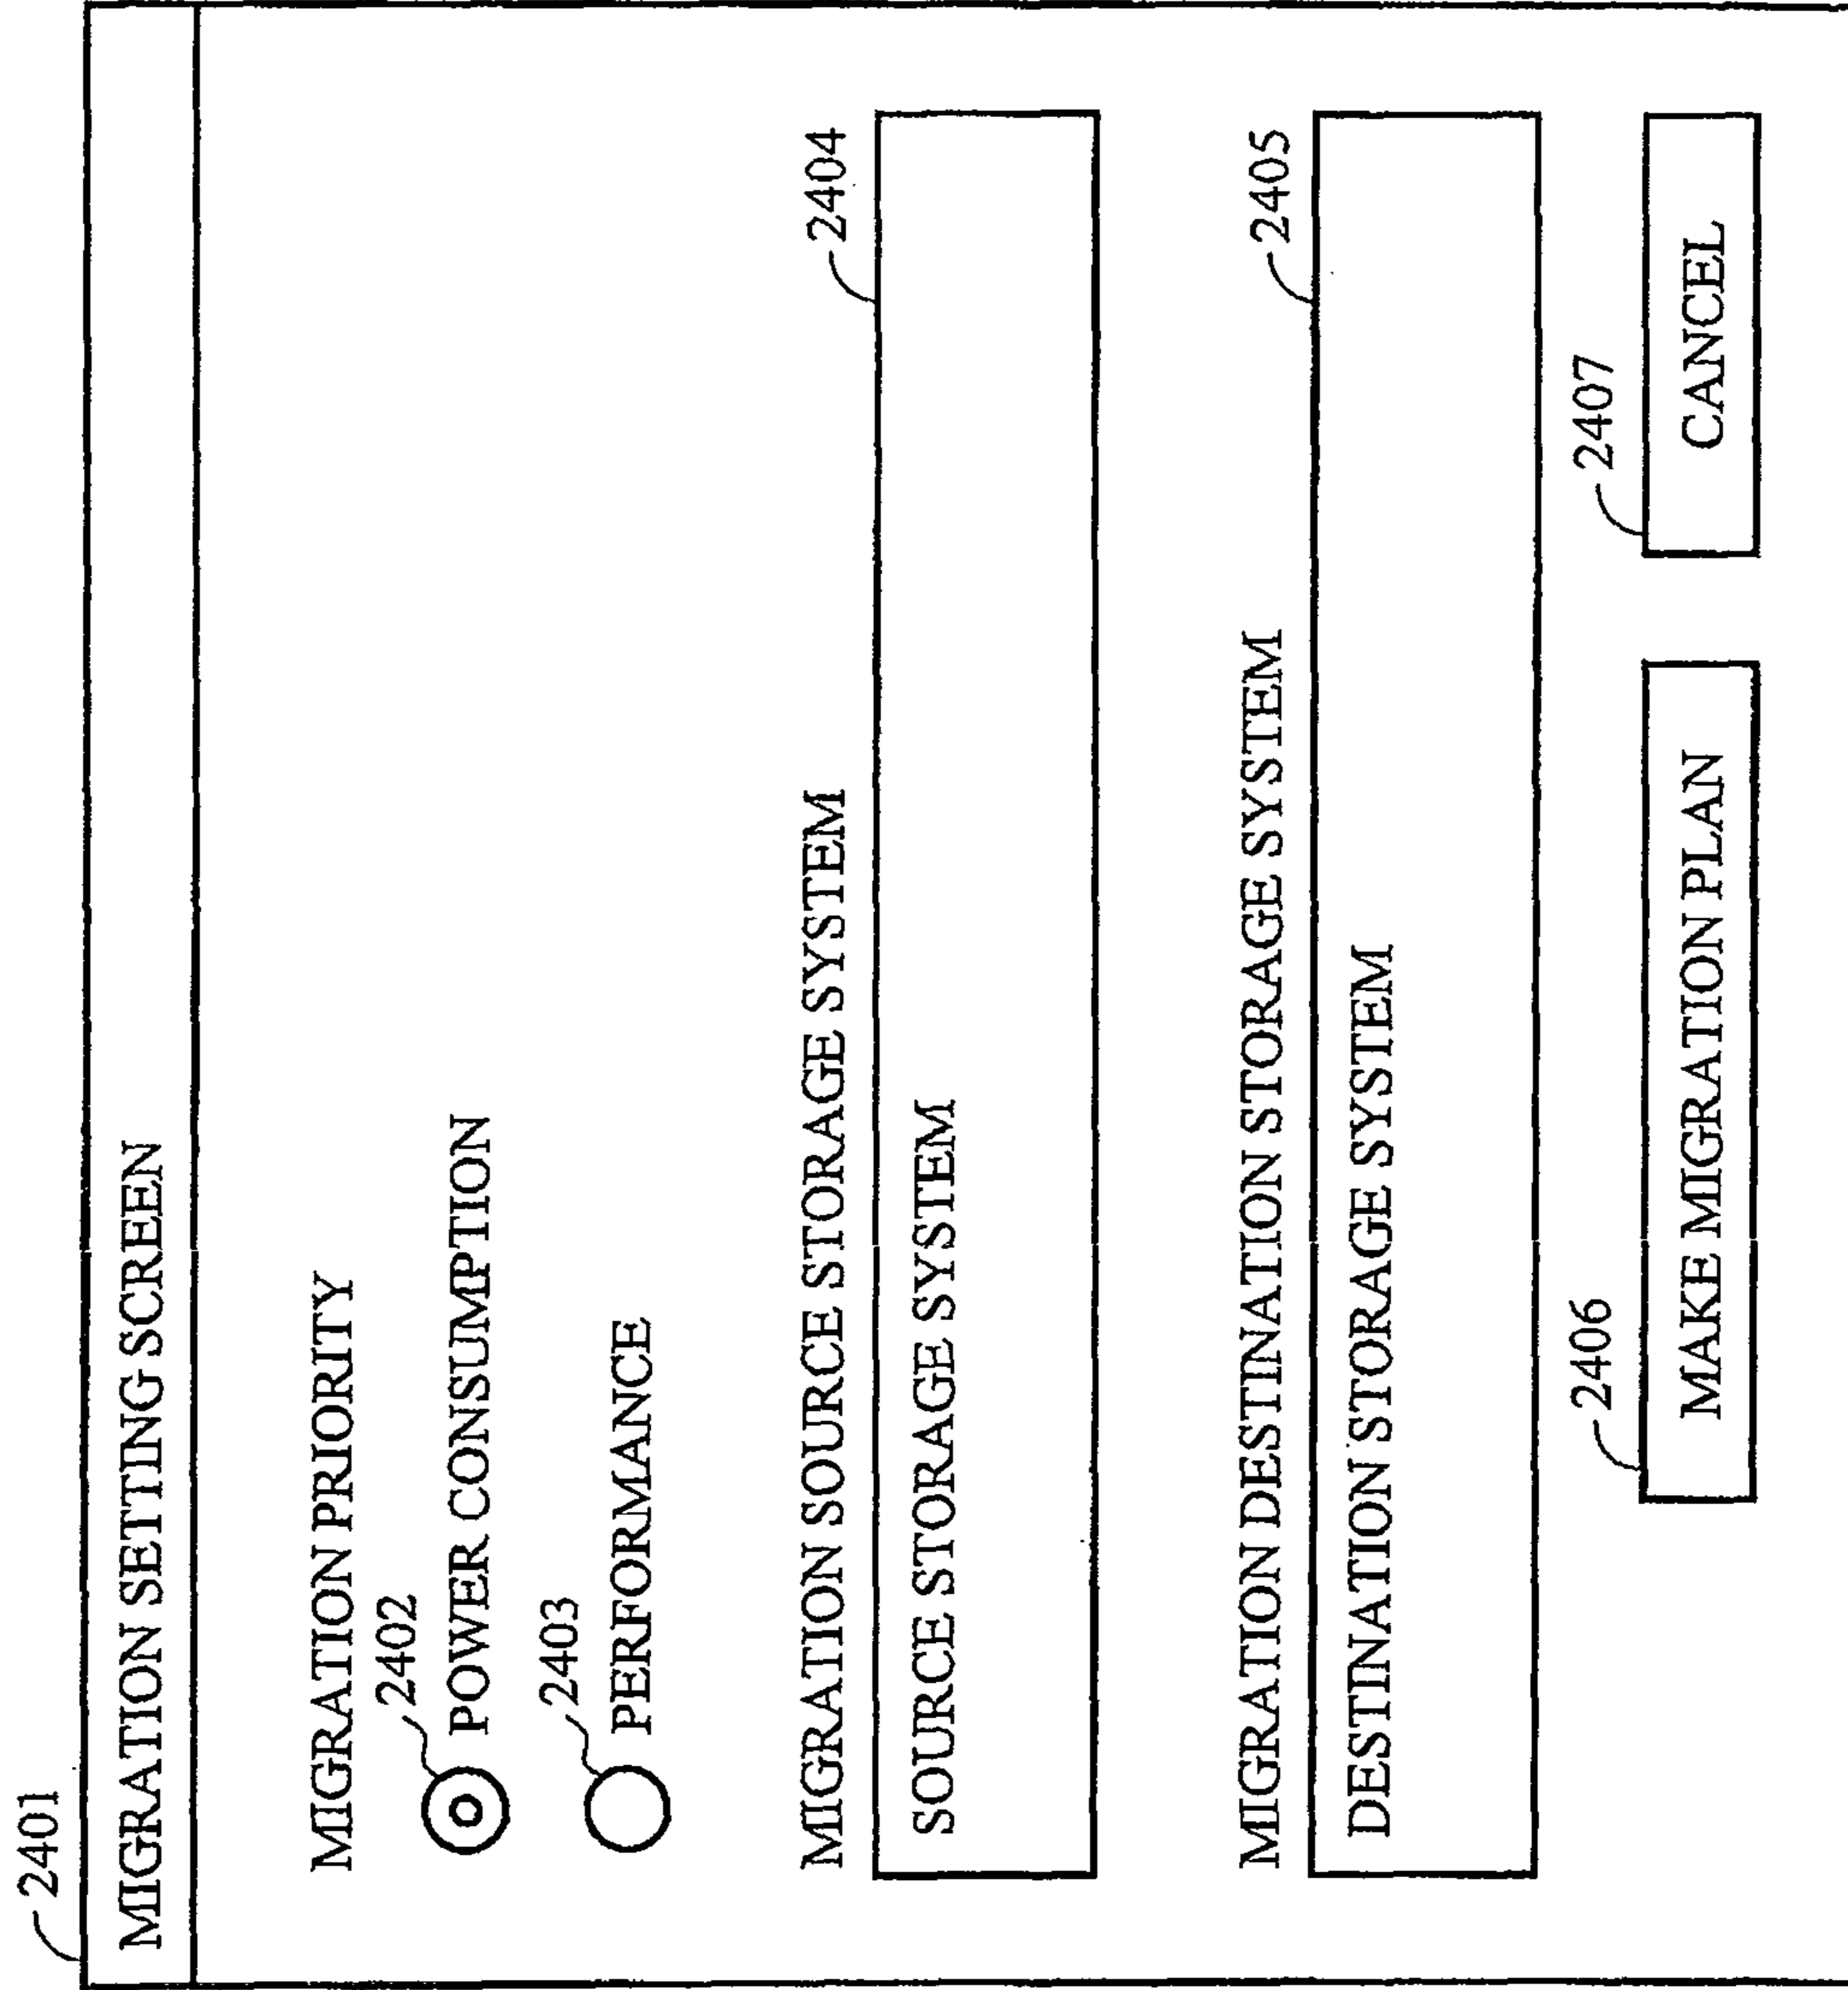 2401
MIGRATION SETTING SCREEN
MIGRATION PRIORITY
2402
POWER CONSUMPTION
2403
PERFORMANCE
MIGRATION SOURCE STORAGE SYSTEM
2404
SOURCE STORAGE SYSTEM
MIGRATION DESTINATION STORAGE SYSTEM
2405
DESTINATION STORAGE SYSTEM
2406
2407
MAKE MIGRATION PLAN
CANCEL